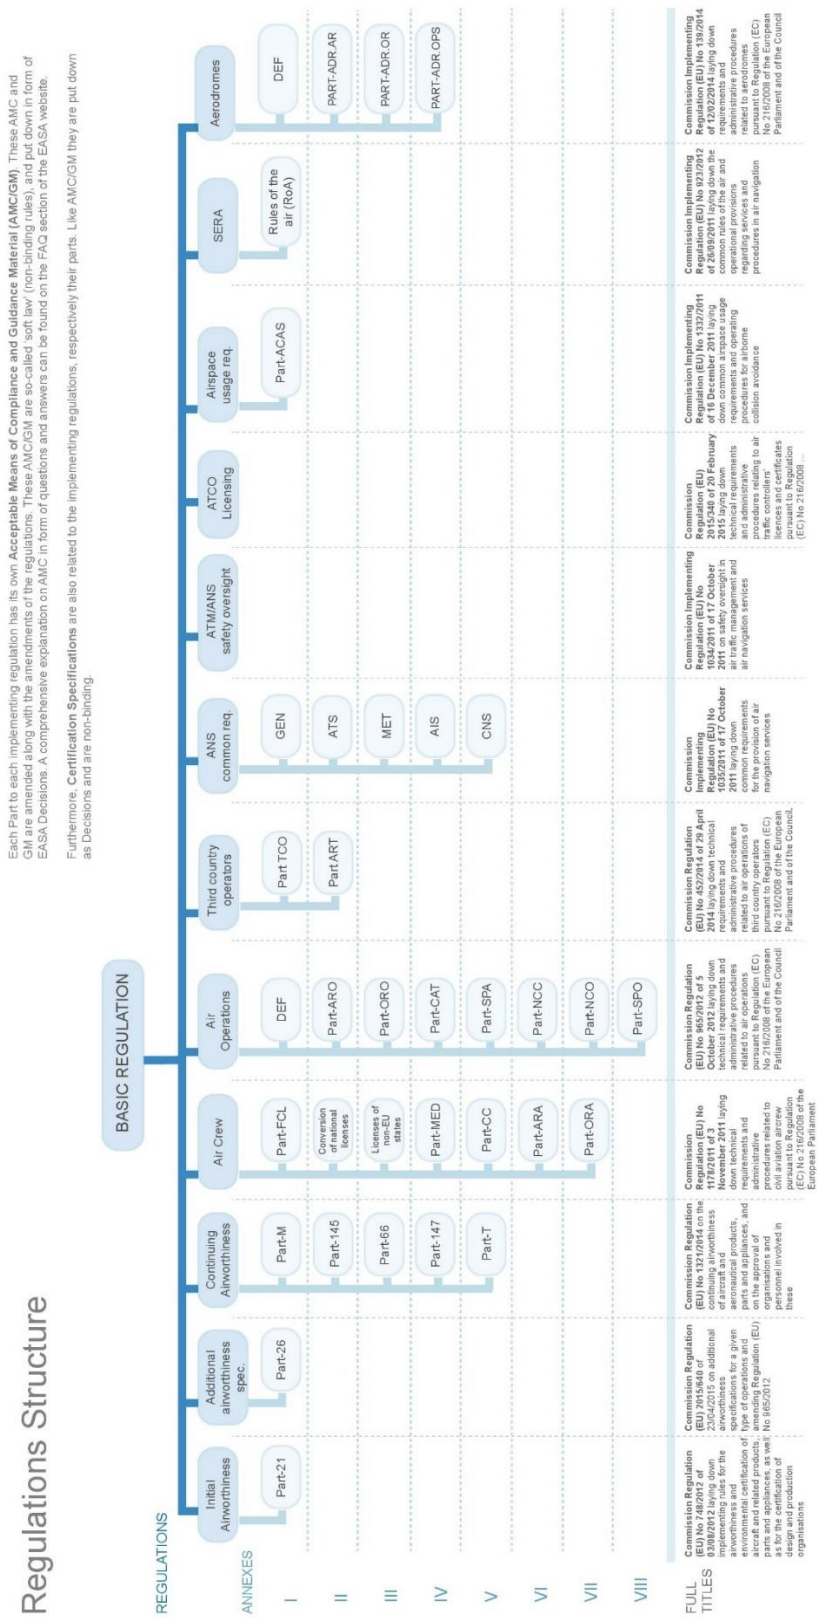 Regulations Structure
Each Part to each implementing regulation has its own Acceptable Means of Compliance and Guidance Material (AMC/GM). These AMC and
GM are amended along with the amendments of the regulations. These AMC/GM are so-called 'soft law' (non-binding rules), and put down in form of
EASA Decisions. A comprehensive explanation on AMC in form of questions and answers can be found on the FAQ section of the EASA website.
Furthermore, Certification Specifications are also related to the implementing regulations, respectively their parts. Like AMC/GM they are put down
as Decisions and are non-binding.
BASIC REGULATION
REGULATIONS
Initial
Airworthiness
Additional
airworthiness
spec.
Continuing
Airworthiness
Air Crew
Air
Operations
Third country
operators
ANS
common req.
ATM/ANS
safety oversight
ATCO
Licensing
Airspace
usage req.
SERA
Aerodromes
ANNEXES
I
Part-21
Part-26
Part-M
Part-FCL
DEF
Part TCO
GEN
Part-ACAS
Rules of the
air (RoA)
DEF
II
Part-145
Conversion
of national
licenses
Part-ARO
Part ART
ATS
PART-ADR.AR
III
Part-66
Licenses of
non-EU
states
Part-ORO
MET
PART-ADR.OR
IV
Part-147
Part-MED
Part-CAT
AIS
PART-ADR.OPS
V
Part-T
Part-CC
Part-SPA
CNS
VI
Part-ARA
Part-NCC
VII
Part-ORA
Part-NCO
VIII
Part-SPO
FULL
TITLES
Commission Regulation
(EU) No 748/2012 of
03/08/2012 laying down
implementing rules for the
airworthiness and
environmental certification of
aircraft and related products,
parts and appliances, as well
as for the certification of
design and production
organisations
Commission Regulation
(EU) 2015/640 of
23/04/2015 on additional
airworthiness
specifications for a given
type of operations and
amending Regulation (EU)
No 965/2012
Commission Regulation
(EU) No 1321/2014 on the
continuing airworthiness
of aircraft and
aeronautical products,
parts and appliances, and
on the approval of
organisations and
personnel involved in
these
Commission
Regulation (EU) No
1178/2011 of 3
November 2011 laying
down technical
requirements and
administrative
procedures related to
civil aviation aircrew
pursuant to Regulation
(EC) No 216/2008 of the
European Parliament
Commission Regulation
(EU) No 965/2012 of 5
October 2012 laying down
technical requirements and
administrative procedures
related to air operations
pursuant to Regulation (EC)
No 216/2008 of the European
Parliament and of the Council
Commission Regulation
(EU) No 452/2014 of 29 April
2014 laying down technical
requirements and
administrative procedures
related to air operations of
third country operators
pursuant to Regulation (EC)
No 216/2008 of the European
Parliament and of the Council.
Commission
Implementing
Regulation (EU) No
1035/2011 of 17 October
2011 laying down
common requirements
for the provision of air
navigation services
Commission Implementing
Regulation (EU) No
1034/2011 of 17 October
2011 on safety oversight in
air traffic management and
air navigation services
Commission
Regulation (EU)
2015/340 of 20 February
2015 laying down
technical requirements
and administrative
procedures relating to air
traffic controllers'
licences and certificates
pursuant to Regulation
(EC) No 216/2008 ...
Commission Implementing
Regulation (EU) No 1332/2011
of 16 December 2011 laying
down common airspace usage
requirements and operating
procedures for airborne
collision avoidance
Commission Implementing
Regulation (EU) No 923/2012
of 26/09/2011 laying down the
common rules of the air and
operational provisions
regarding services and
procedures in air navigation
Commission Implementing
Regulation (EU) No 139/2014
of 12/02/2014 laying down
requirements and
administrative procedures
related to aerodromes
pursuant to Regulation (EC)
No 216/2008 of the European
Parliament and of the Council